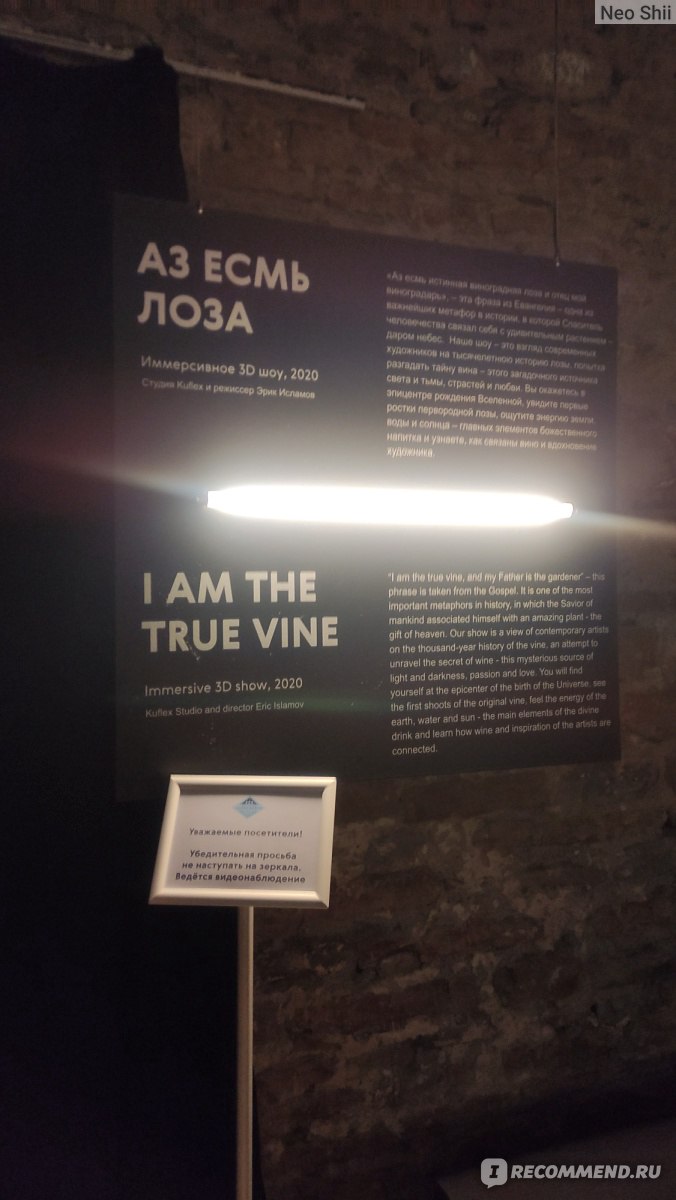 Neo Shii
АЗ ЕСМЬ
ЛОЗА
Иммерсивное 3D шоу, 2020
Студия Kuflex и режиссер Эрик Исламов
«Аз есмь истинная виноградная лоза и отец мой
виноградарь», – эта фраза из Евангелия – одна из
важнейших метафор в истории, в которой Спаситель
человечества связал себя с удивительным растением –
даром небес. Наше шоу – это взгляд современных
художников на тысячелетнюю историю лозы, попытка
разгадать тайну вина – этого загадочного источника
света и тьмы, страстей и любви. Вы окажетесь в
эпицентре рождения Вселенной, увидите первые
ростки первородной лозы, ощутите энергию земли,
воды и солнца – главных элементов божественного
напитка и узнаете, как связаны вино и вдохновение
художника.
I AM THE
TRUE VINE
Immersive 3D show, 2020
Kuflex Studio and director Eric Islamov
"I am the true vine, and my Father is the gardener" – this
phrase is taken from the Gospel. It is one of the most
important metaphors in history, in which the Savior of
mankind associated himself with an amazing plant - the
gift of heaven. Our show is a view of contemporary artists
on the thousand-year history of the vine, an attempt to
unravel the secret of wine - this mysterious source of
light and darkness, passion and love. You will find
yourself at the epicenter of the birth of the Universe, see
the first shoots of the original vine, feel the energy of the
earth, water and sun - the main elements of the divine
drink and learn how wine and inspiration of the artists are
connected.
Уважаемые посетители!
Убедительная просьба
не наступать на зеркала.
Ведётся видеонаблюдение
IRECOMMEND.RU